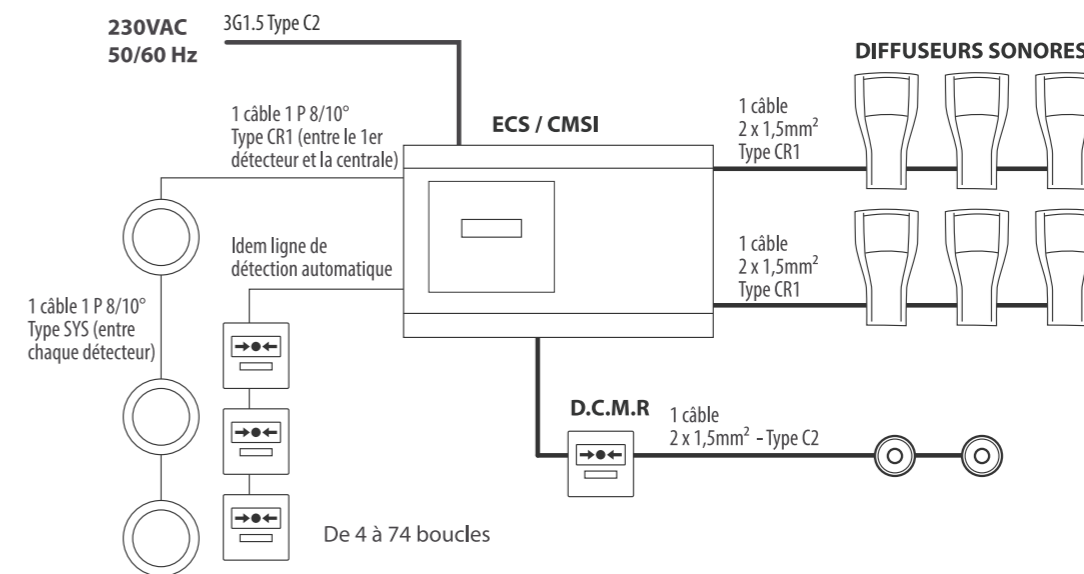 230VAC
50/60 Hz
3G1.5 Type C2
DIFFUSEURS SONORES
1 câble 1 P 8/10°
Type CR1 (entre le 1er
détecteur et la centrale)
ECS / CMSI
1 câble
2 x 1,5mm²
Type CR1
Idem ligne de
détection automatique
1 câble
2 x 1,5mm²
Type CR1
1 câble 1 P 8/10°
Type SYS (entre
chaque détecteur)
D.C.M.R
1 câble
2 x 1,5mm² - Type C2
De 4 à 74 boucles